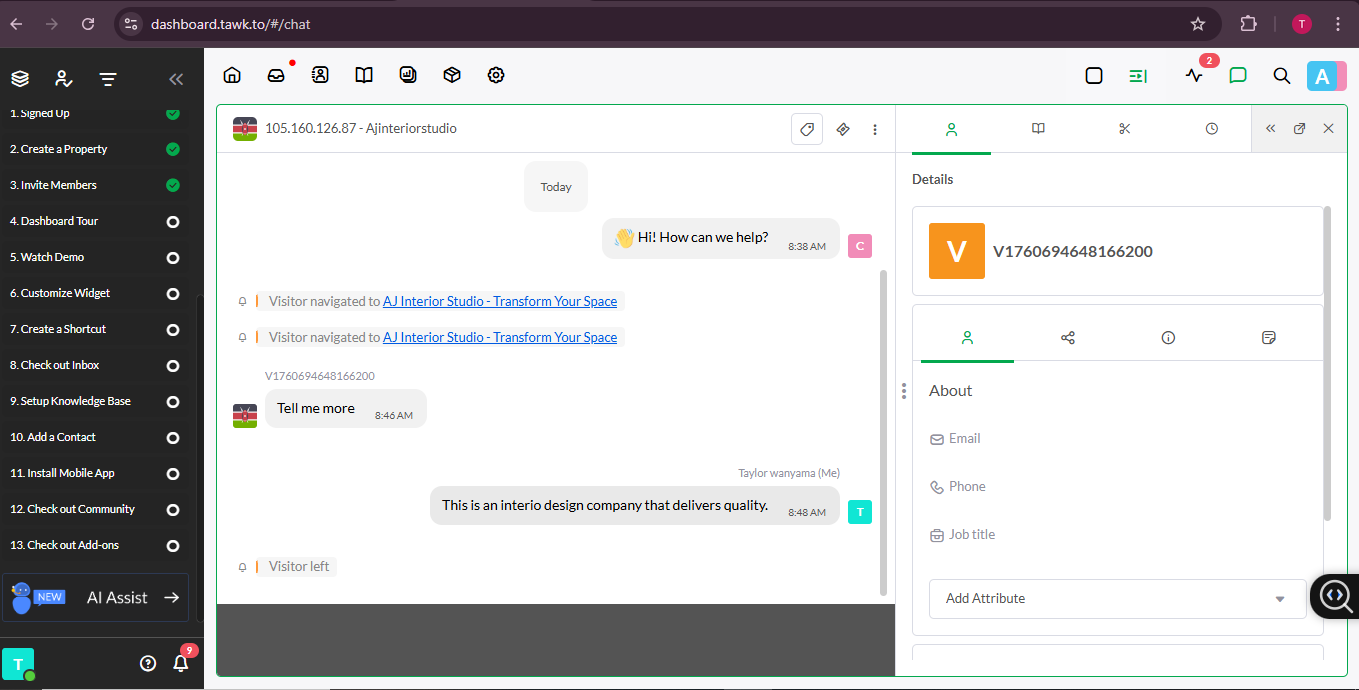 dashboard.tawk.to/#/chat
T
2
A
1. Signed Up
2. Create a Property
3. Invite Members
4. Dashboard Tour
5. Watch Demo
6. Customize Widget
7. Create a Shortcut
8. Check out Inbox
9. Setup Knowledge Base
10. Add a Contact
11. Install Mobile App
12. Check out Community
13. Check out Add-ons
NEW AI Assist
T
9
105.160.126.87 - Ajinteriorstudio
Today
👋 Hi! How can we help? 8:38 AM
C
Visitor navigated to AJ Interior Studio - Transform Your Space
Visitor navigated to AJ Interior Studio - Transform Your Space
V1760694648166200
Tell me more 8:46 AM
Taylor wanyama (Me)
This is an interio design company that delivers quality. 8:48 AM
T
Visitor left
Details
V V1760694648166200
About
Email
Phone
Job title
Add Attribute